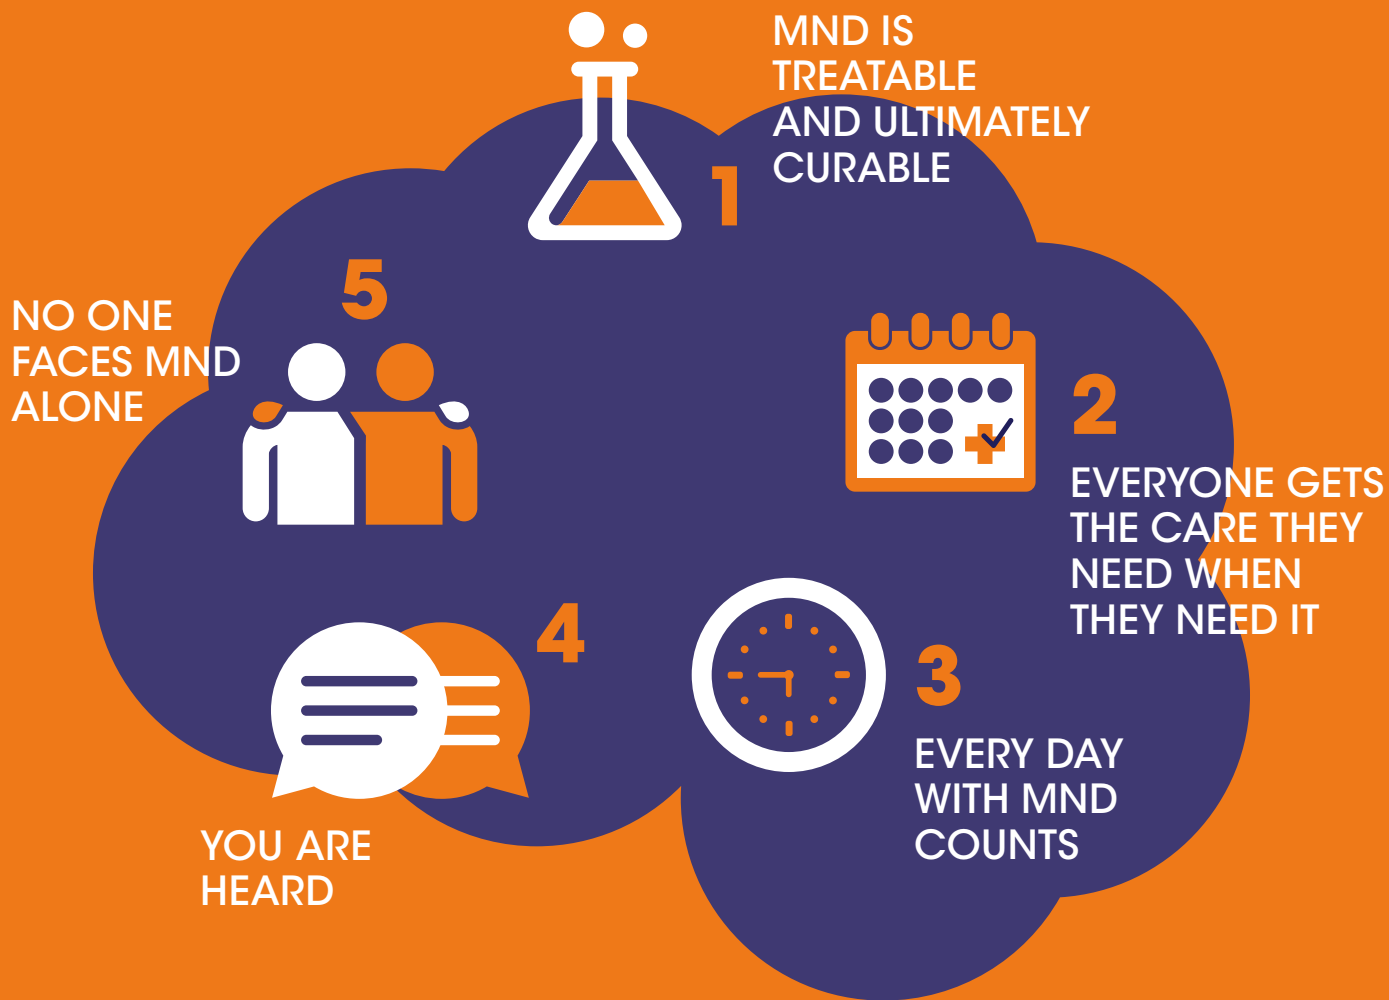 1
MND IS
TREATABLE
AND ULTIMATELY
CURABLE
2
EVERYONE GETS
THE CARE THEY
NEED WHEN
THEY NEED IT
3
EVERY DAY
WITH MND
COUNTS
4
YOU ARE
HEARD
5
NO ONE
FACES MND
ALONE